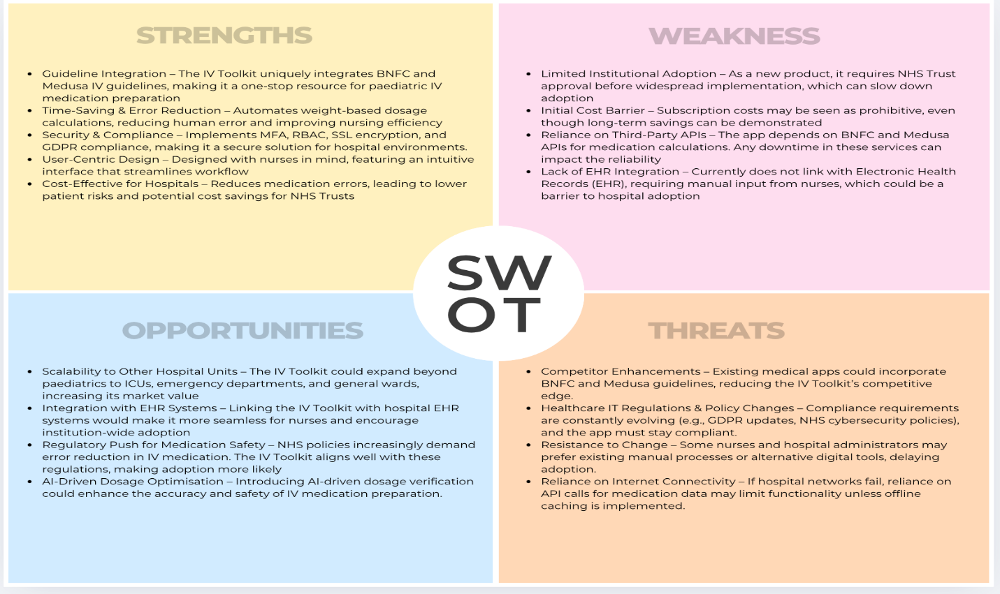 STRENGTHS
• Guideline Integration – The IV Toolkit uniquely integrates BNFC and
Medusa IV guidelines, making it a one-stop resource for paediatric IV
medication preparation
• Time-Saving & Error Reduction – Automates weight-based dosage
calculations, reducing human error and improving nursing efficiency
• Security & Compliance – Implements MFA, RBAC, SSL encryption, and
GDPR compliance, making it a secure solution for hospital environments.
• User-Centric Design – Designed with nurses in mind, featuring an intuitive
interface that streamlines workflow
• Cost-Effective for Hospitals – Reduces medication errors, leading to lower
patient risks and potential cost savings for NHS Trusts
WEAKNESS
• Limited Institutional Adoption – As a new product, it requires NHS Trust
approval before widespread implementation, which can slow down
adoption
• Initial Cost Barrier – Subscription costs may be seen as prohibitive, even
though long-term savings can be demonstrated
• Reliance on Third-Party APIs – The app depends on BNFC and Medusa
APIs for medication calculations. Any downtime in these services can
impact the reliability
• Lack of EHR Integration – Currently does not link with Electronic Health
Records (EHR), requiring manual input from nurses, which could be a
barrier to hospital adoption
SW
OT
OPPORTUNITIES
• Scalability to Other Hospital Units – The IV Toolkit could expand beyond
paediatrics to ICUs, emergency departments, and general wards,
increasing its market value
• Integration with EHR Systems – Linking the IV Toolkit with hospital EHR
systems would make it more seamless for nurses and encourage
institution-wide adoption
• Regulatory Push for Medication Safety – NHS policies increasingly demand
error reduction in IV medication. The IV Toolkit aligns well with these
regulations, making adoption more likely
• AI-Driven Dosage Optimisation – Introducing AI-driven dosage verification
could enhance the accuracy and safety of IV medication preparation.
THREATS
• Competitor Enhancements – Existing medical apps could incorporate
BNFC and Medusa guidelines, reducing the IV Toolkit’s competitive
edge.
• Healthcare IT Regulations & Policy Changes – Compliance requirements
are constantly evolving (e.g., GDPR updates, NHS cybersecurity policies),
and the app must stay compliant.
• Resistance to Change – Some nurses and hospital administrators may
prefer existing manual processes or alternative digital tools, delaying
adoption.
• Reliance on Internet Connectivity – If hospital networks fail, reliance on
API calls for medication data may limit functionality unless offline
caching is implemented.